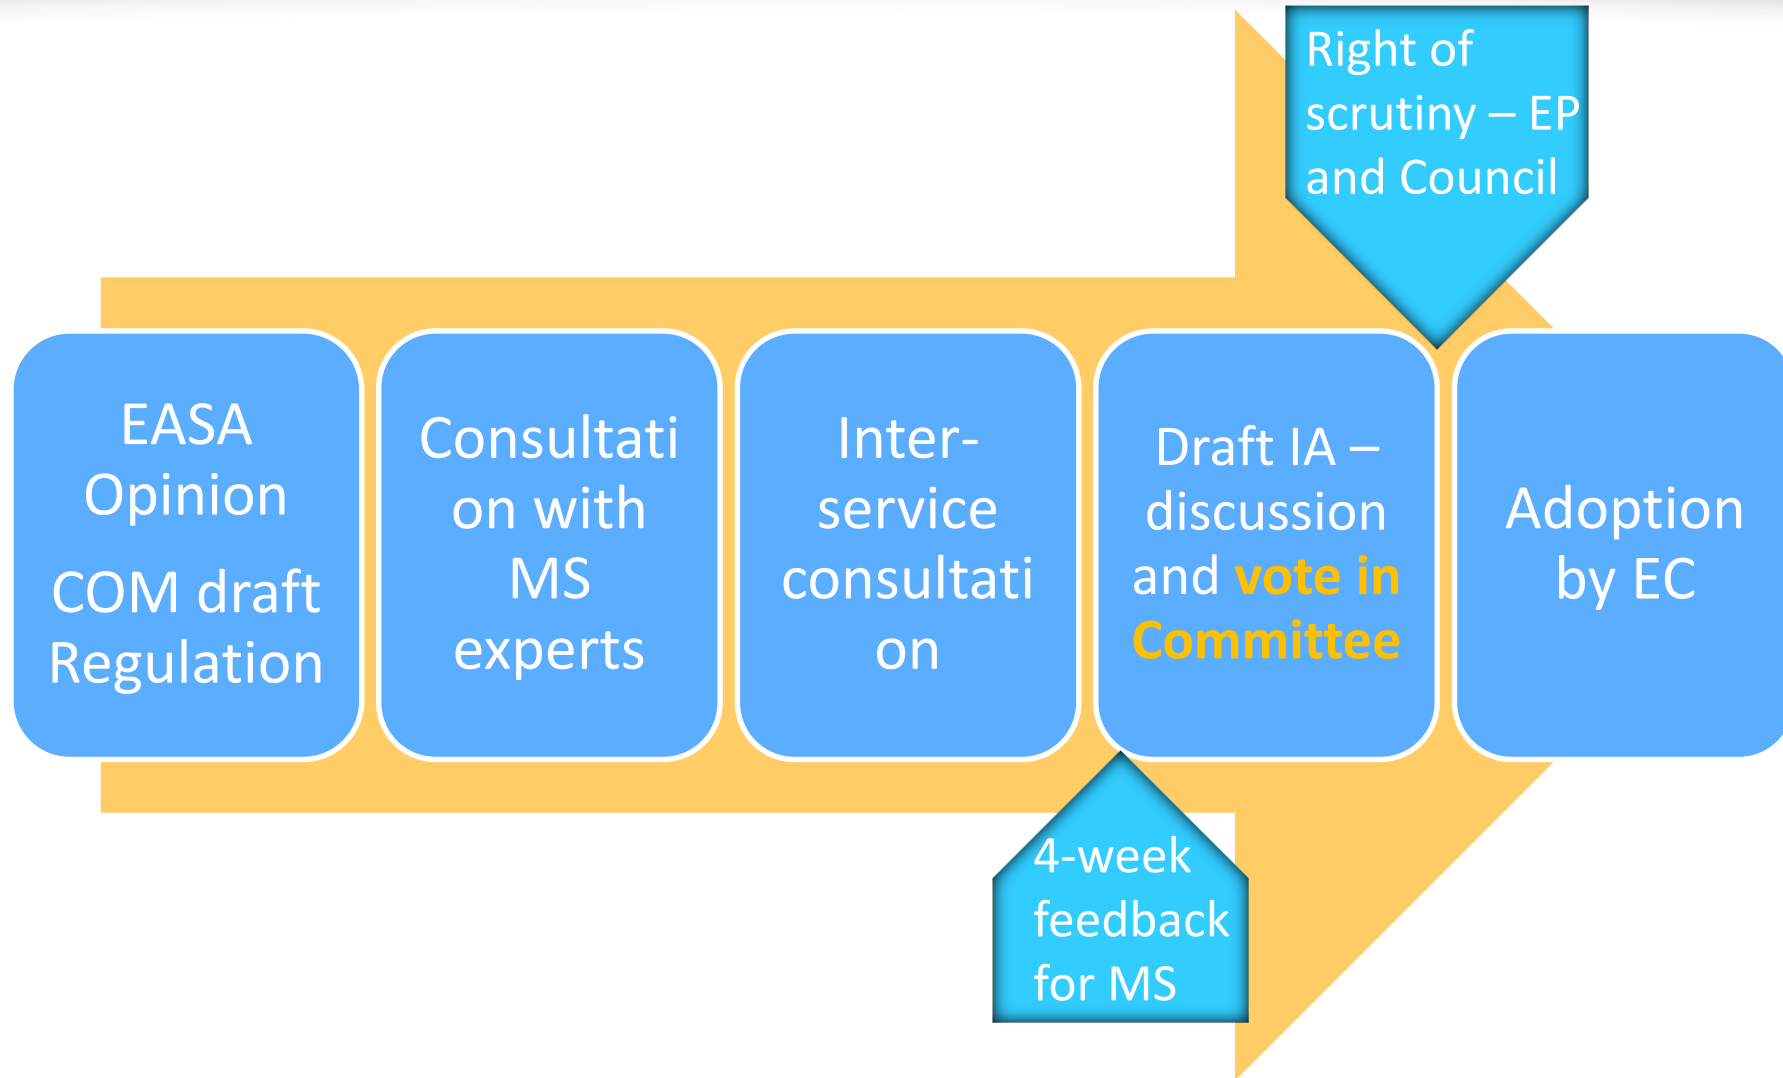 Right of
scrutiny – EP
and Council
EASA
Opinion
COM draft
Regulation
Consultati
on with
MS
experts
Inter-
service
consultati
on
Draft IA –
discussion
and vote in
Committee
Adoption
by EC
4-week
feedback
for MS